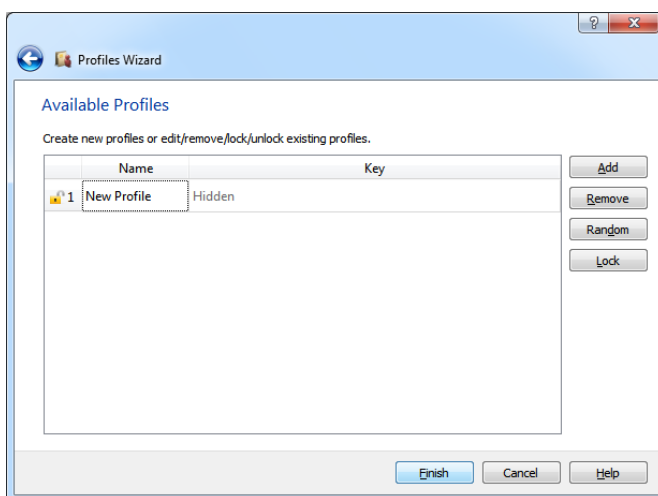 ?
X
Profiles Wizard
Available Profiles
Create new profiles or edit/remove/lock/unlock existing profiles.
Name Key
1 New Profile Hidden
Add
Remove
Random
Lock
Finish Cancel Help